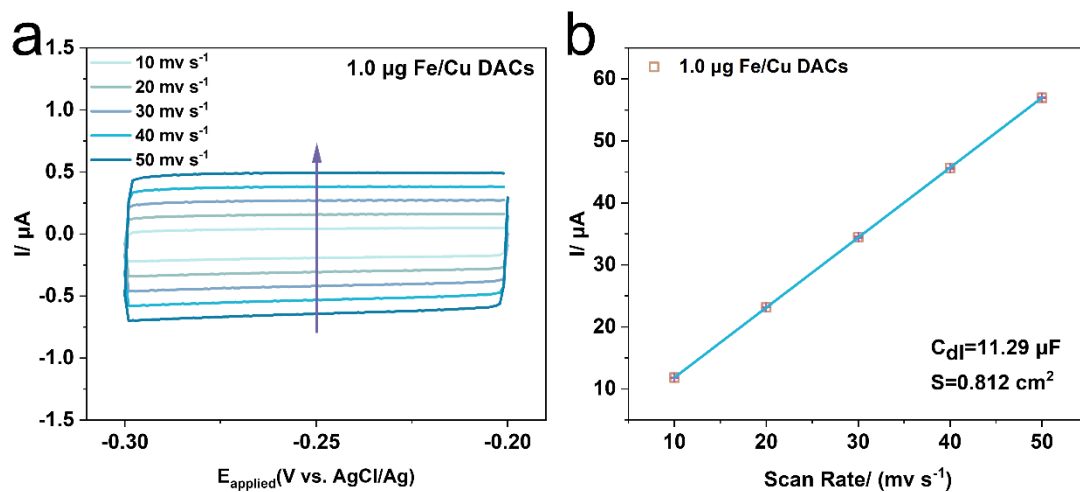 a
1.5
1.0
0.5
0.0
-0.5
-1.0
-1.5
I/ μA
10 mv s-1
20 mv s-1
30 mv s-1
40 mv s-1
50 mv s-1
1.0 μg Fe/Cu DACs
-0.30
-0.25
-0.20
Eapplied(V vs. AgCl/Ag)
b
60
50
40
30
20
10
I/ μA
1.0 μg Fe/Cu DACs
Cdl=11.29 μF
S=0.812 cm2
10
20
30
40
50
Scan Rate/ (mv s-1)